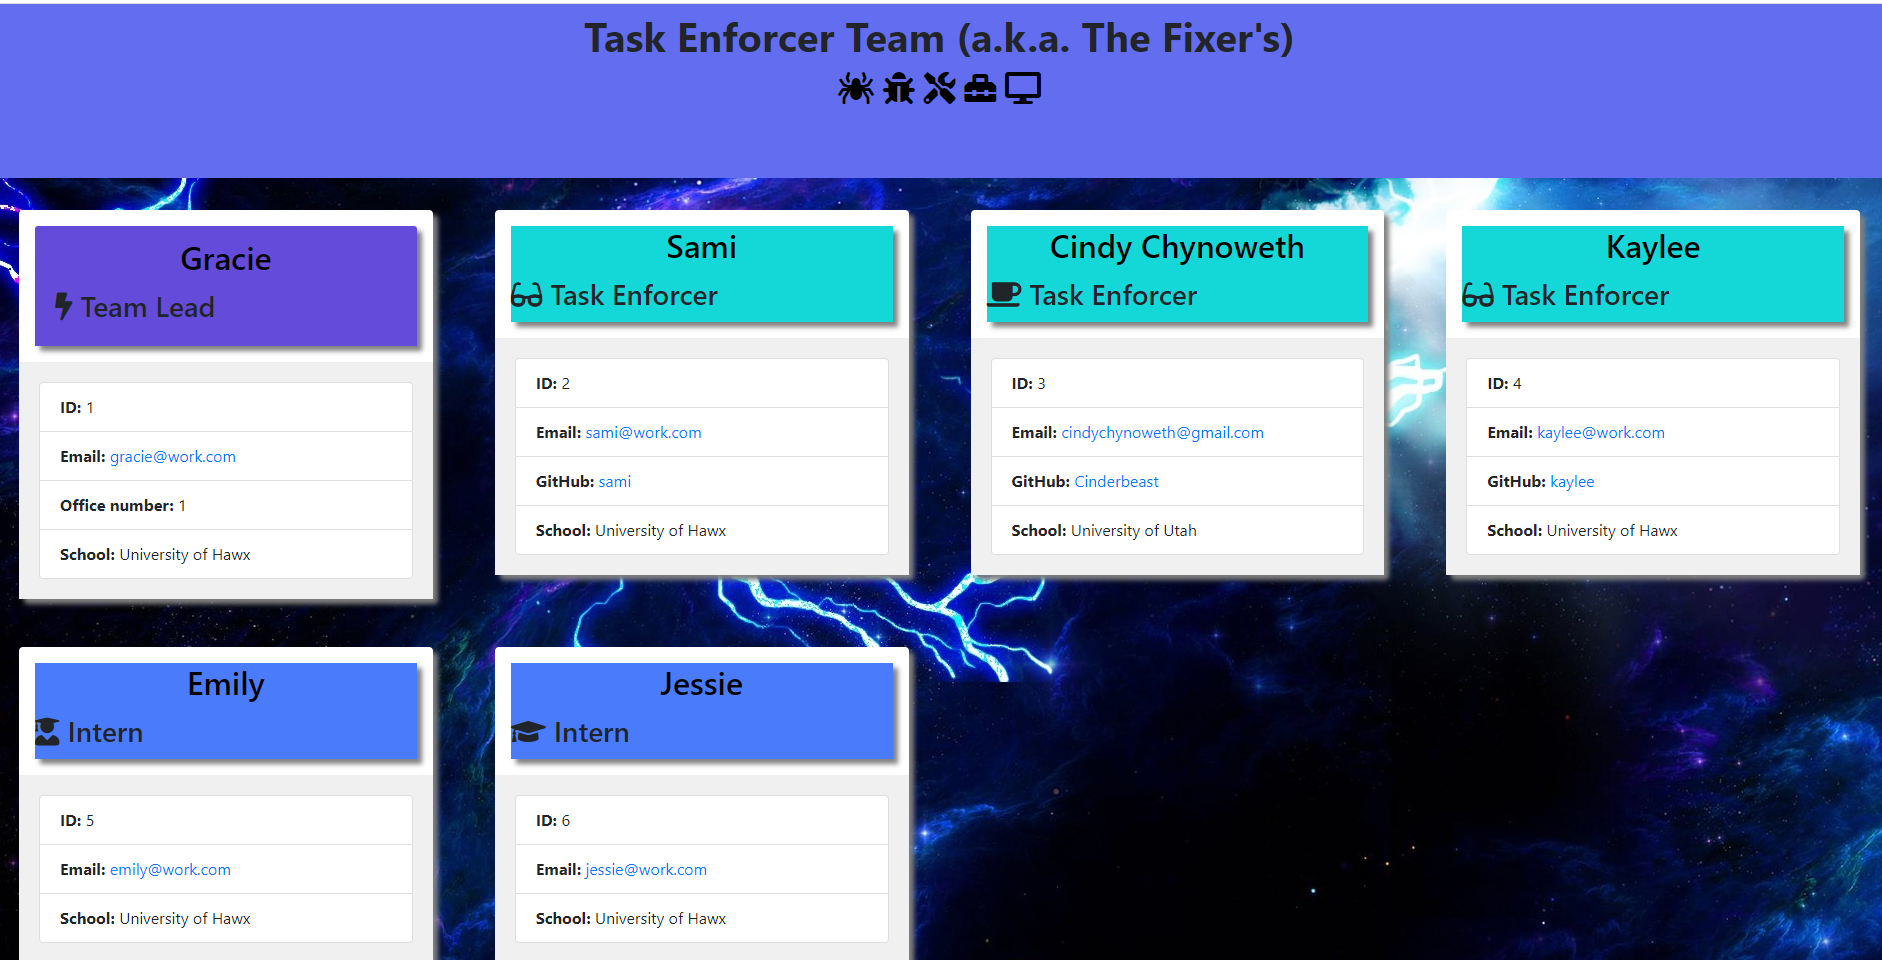 Task Enforcer Team (a.k.a. The Fixer's)
Gracie
Team Lead
ID: 1
Email: gracie@work.com
Office number: 1
School: University of Hawx
Sami
Task Enforcer
ID: 2
Email: sami@work.com
GitHub: sami
School: University of Hawx
Cindy Chynoweth
Task Enforcer
ID: 3
Email: cindychynoweth@gmail.com
GitHub: Cinderbeast
School: University of Utah
Kaylee
Task Enforcer
ID: 4
Email: kaylee@work.com
GitHub: kaylee
School: University of Hawx
Emily
Intern
ID: 5
Email: emily@work.com
School: University of Hawx
Jessie
Intern
ID: 6
Email: jessie@work.com
School: University of Hawx